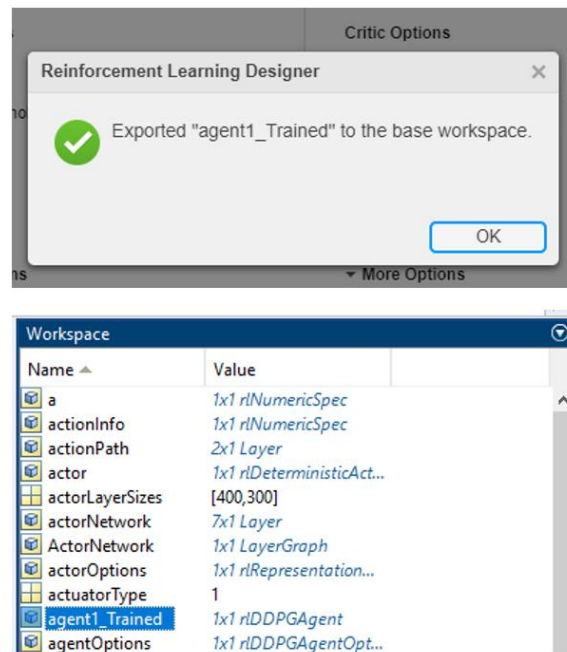 Critic Options
Reinforcement Learning Designer
Exported "agent1_Trained" to the base workspace.
OK
ns
More Options
Workspace
Name Value
a 1x1 rlNumericSpec
actionInfo 1x1 rlNumericSpec
actionPath 2x1 Layer
actor 1x1 rlDeterministicAct...
actorLayerSizes [400,300]
actorNetwork 7x1 Layer
ActorNetwork 1x1 LayerGraph
actorOptions 1x1 rlRepresentation...
actuatorType 1
agent1_Trained 1x1 rlDDPGAgent
agentOptions 1x1 rlDDPGAgentOpt...